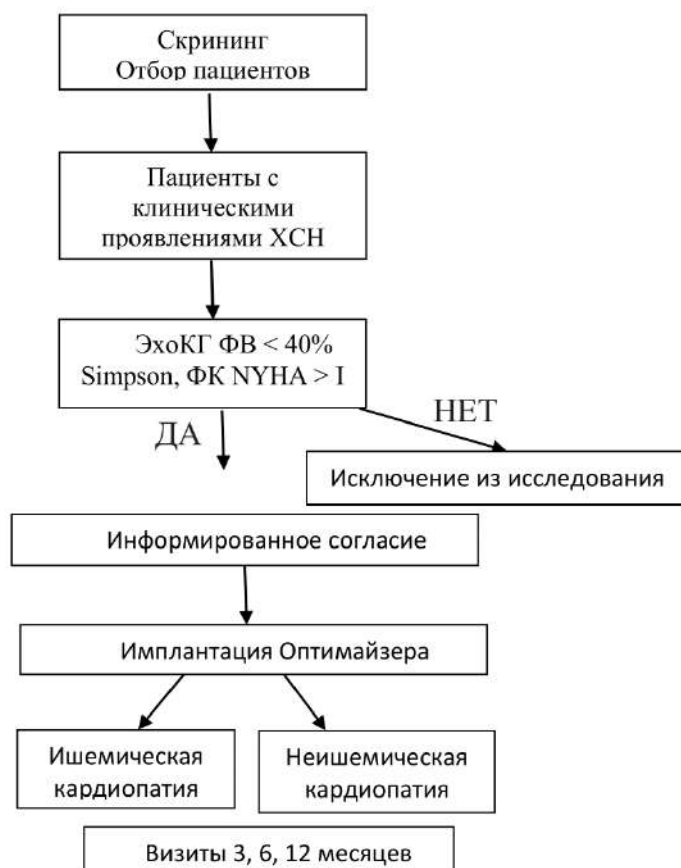 Скрининг
Отбор пациентов
Пациенты с
клиническими
проявлениями ХСН
ЭхоКГ ФВ < 40%
Simpson, ФК NYHA > I
ДА
НЕТ
Исключение из исследования
Информированное согласие
Имплантация Оптимайзера
Ишемическая
кардиопатия
Неишемическая
кардиопатия
Визиты 3, 6, 12 месяцев